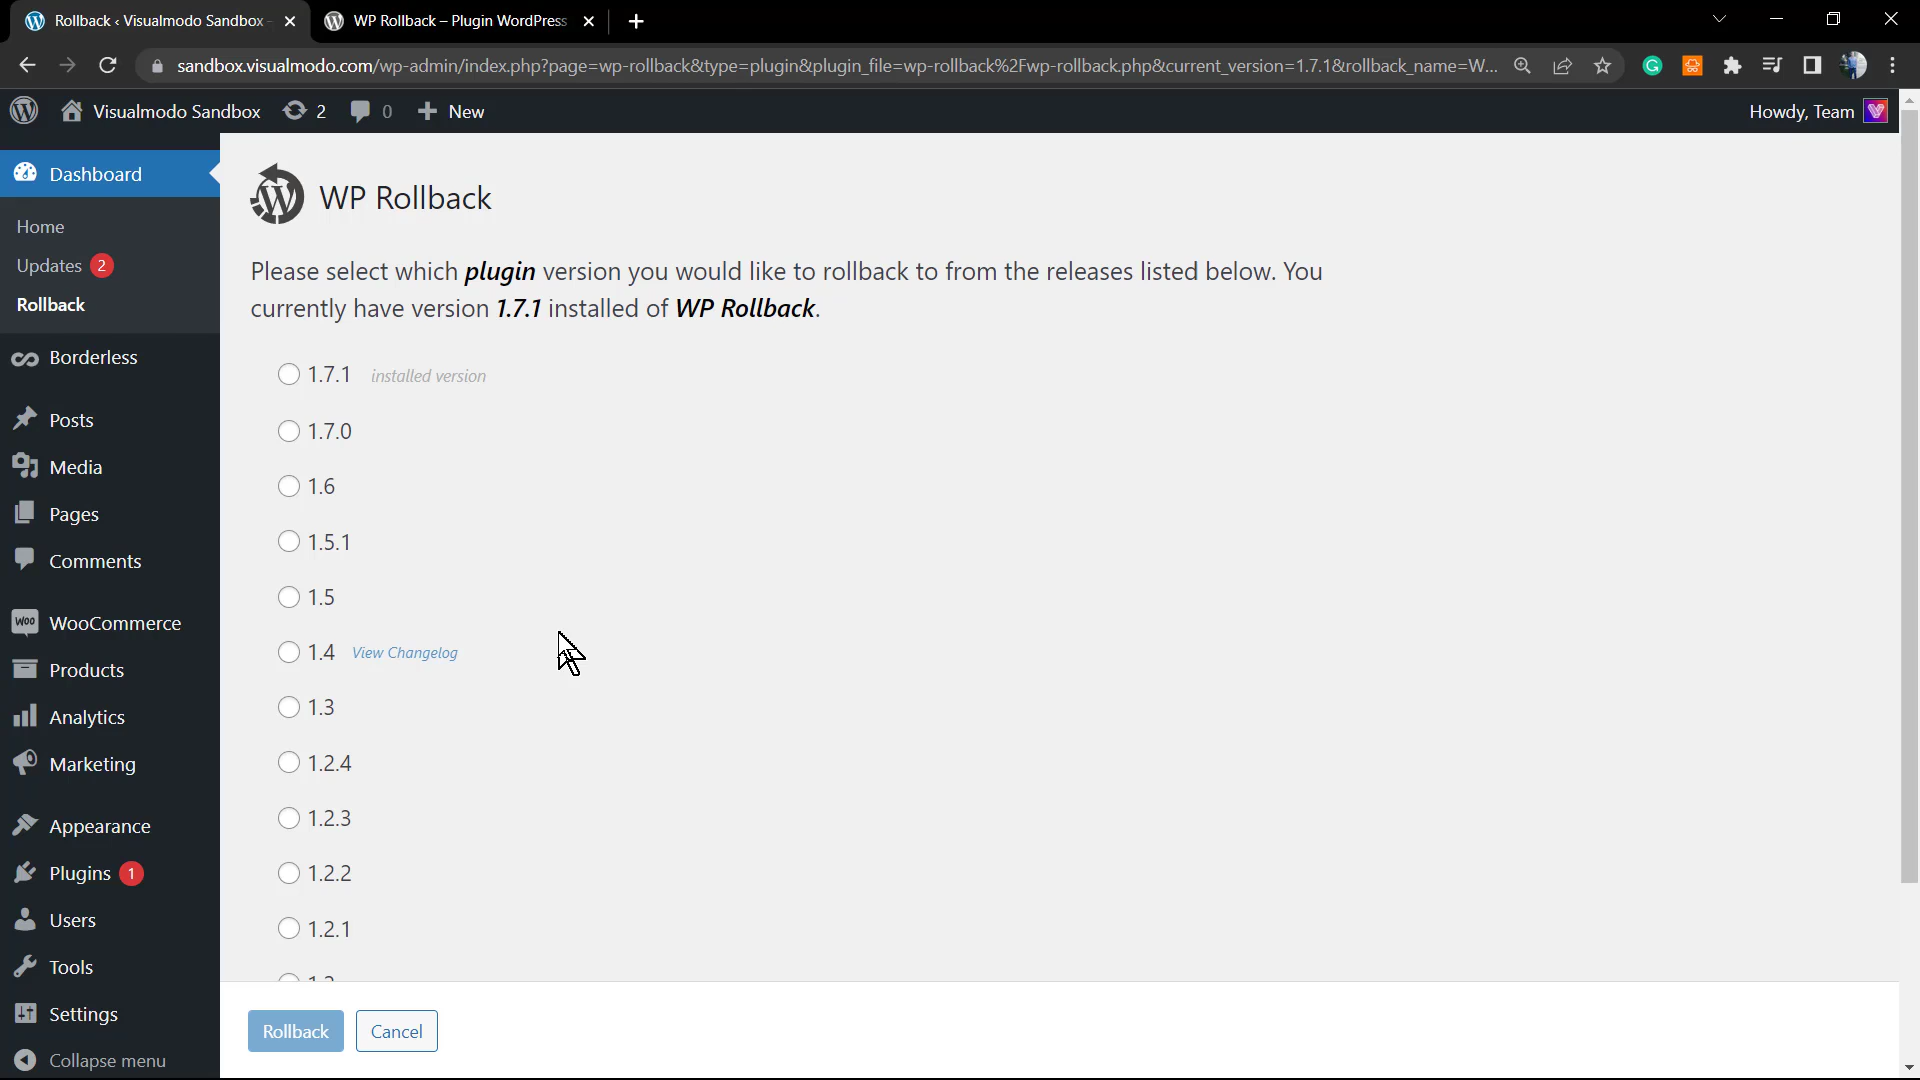 Rollback ‹ Visualmodo Sandbox -
WP Rollback – Plugin WordPress
sandbox.visualmodo.com/wp-admin/index.php?page=wp-rollback&type=plugin&plugin_file=wp-rollback%2Fwp-rollback.php&current_version=1.7.1&rollback_name=W...
Visualmodo Sandbox
2
0
New
Howdy, Team
Dashboard
Home
Updates 2
Rollback
Borderless
Posts
Media
Pages
Comments
Woo
WooCommerce
Products
Analytics
Marketing
Appearance
Plugins 1
Users
Tools
Settings
Collapse menu
WP Rollback
Please select which plugin version you would like to rollback to from the releases listed below. You
currently have version 1.7.1 installed of WP Rollback.
1.7.1 installed version
1.7.0
1.6
1.5.1
1.5
1.4 View Changelog
1.3
1.2.4
1.2.3
1.2.2
1.2.1
Rollback
Cancel